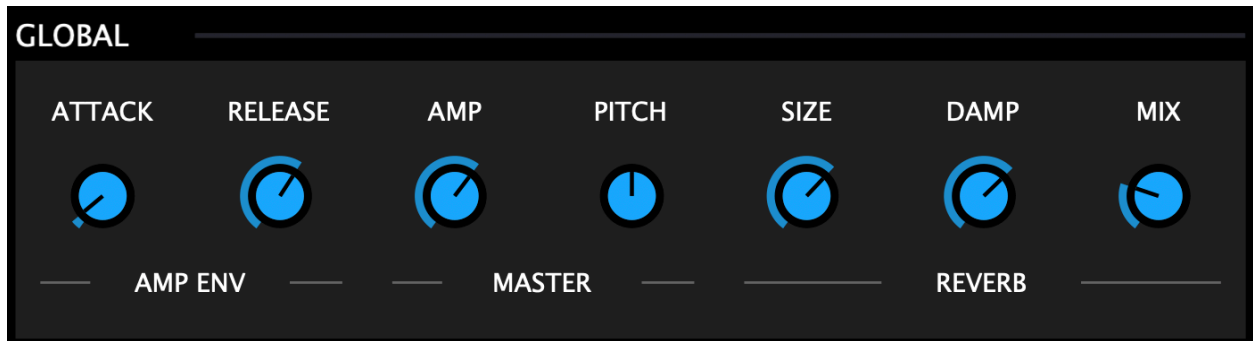 GLOBAL
ATTACK RELEASE AMP PITCH SIZE DAMP MIX
AMP ENV MASTER REVERB